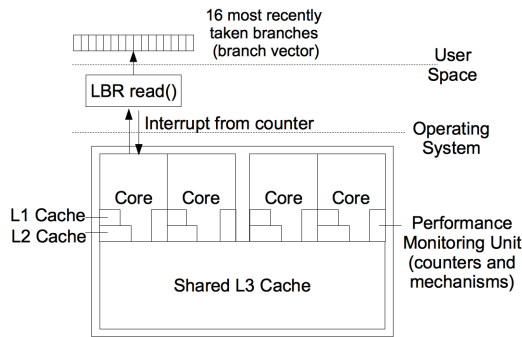 16 most recently
taken branches
(branch vector)
User
Space
LBR read()
Interrupt from counter
Operating
System
Core
Core
Core
Core
L1 Cache
L2 Cache
Performance
Monitoring Unit
(counters and
mechanisms)
Shared L3 Cache